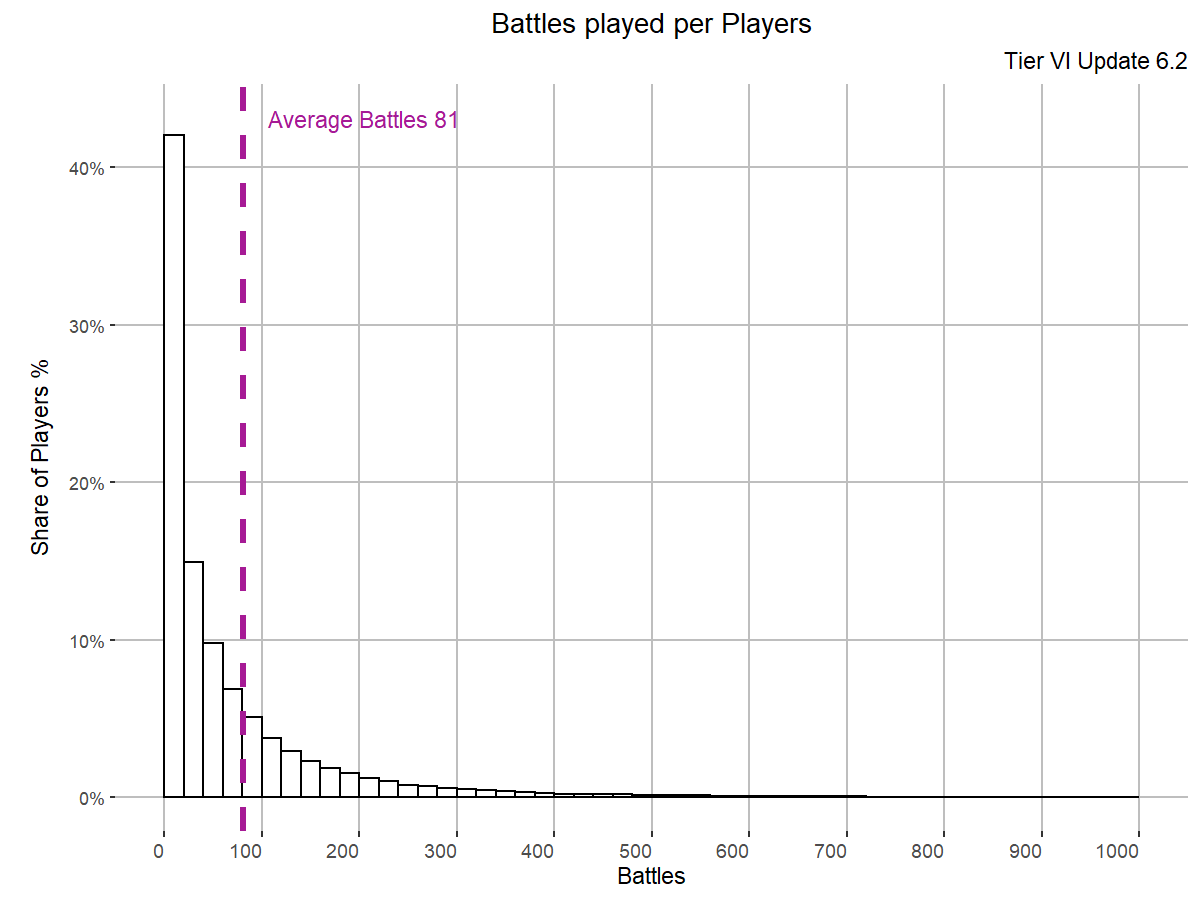 Battles played per Players
Tier VI Update 6.2
Average Battles 81
40%
30%
20%
10%
0%
Share of Players %
0 100 200 300 400 500 600 700 800 900 1000
Battles